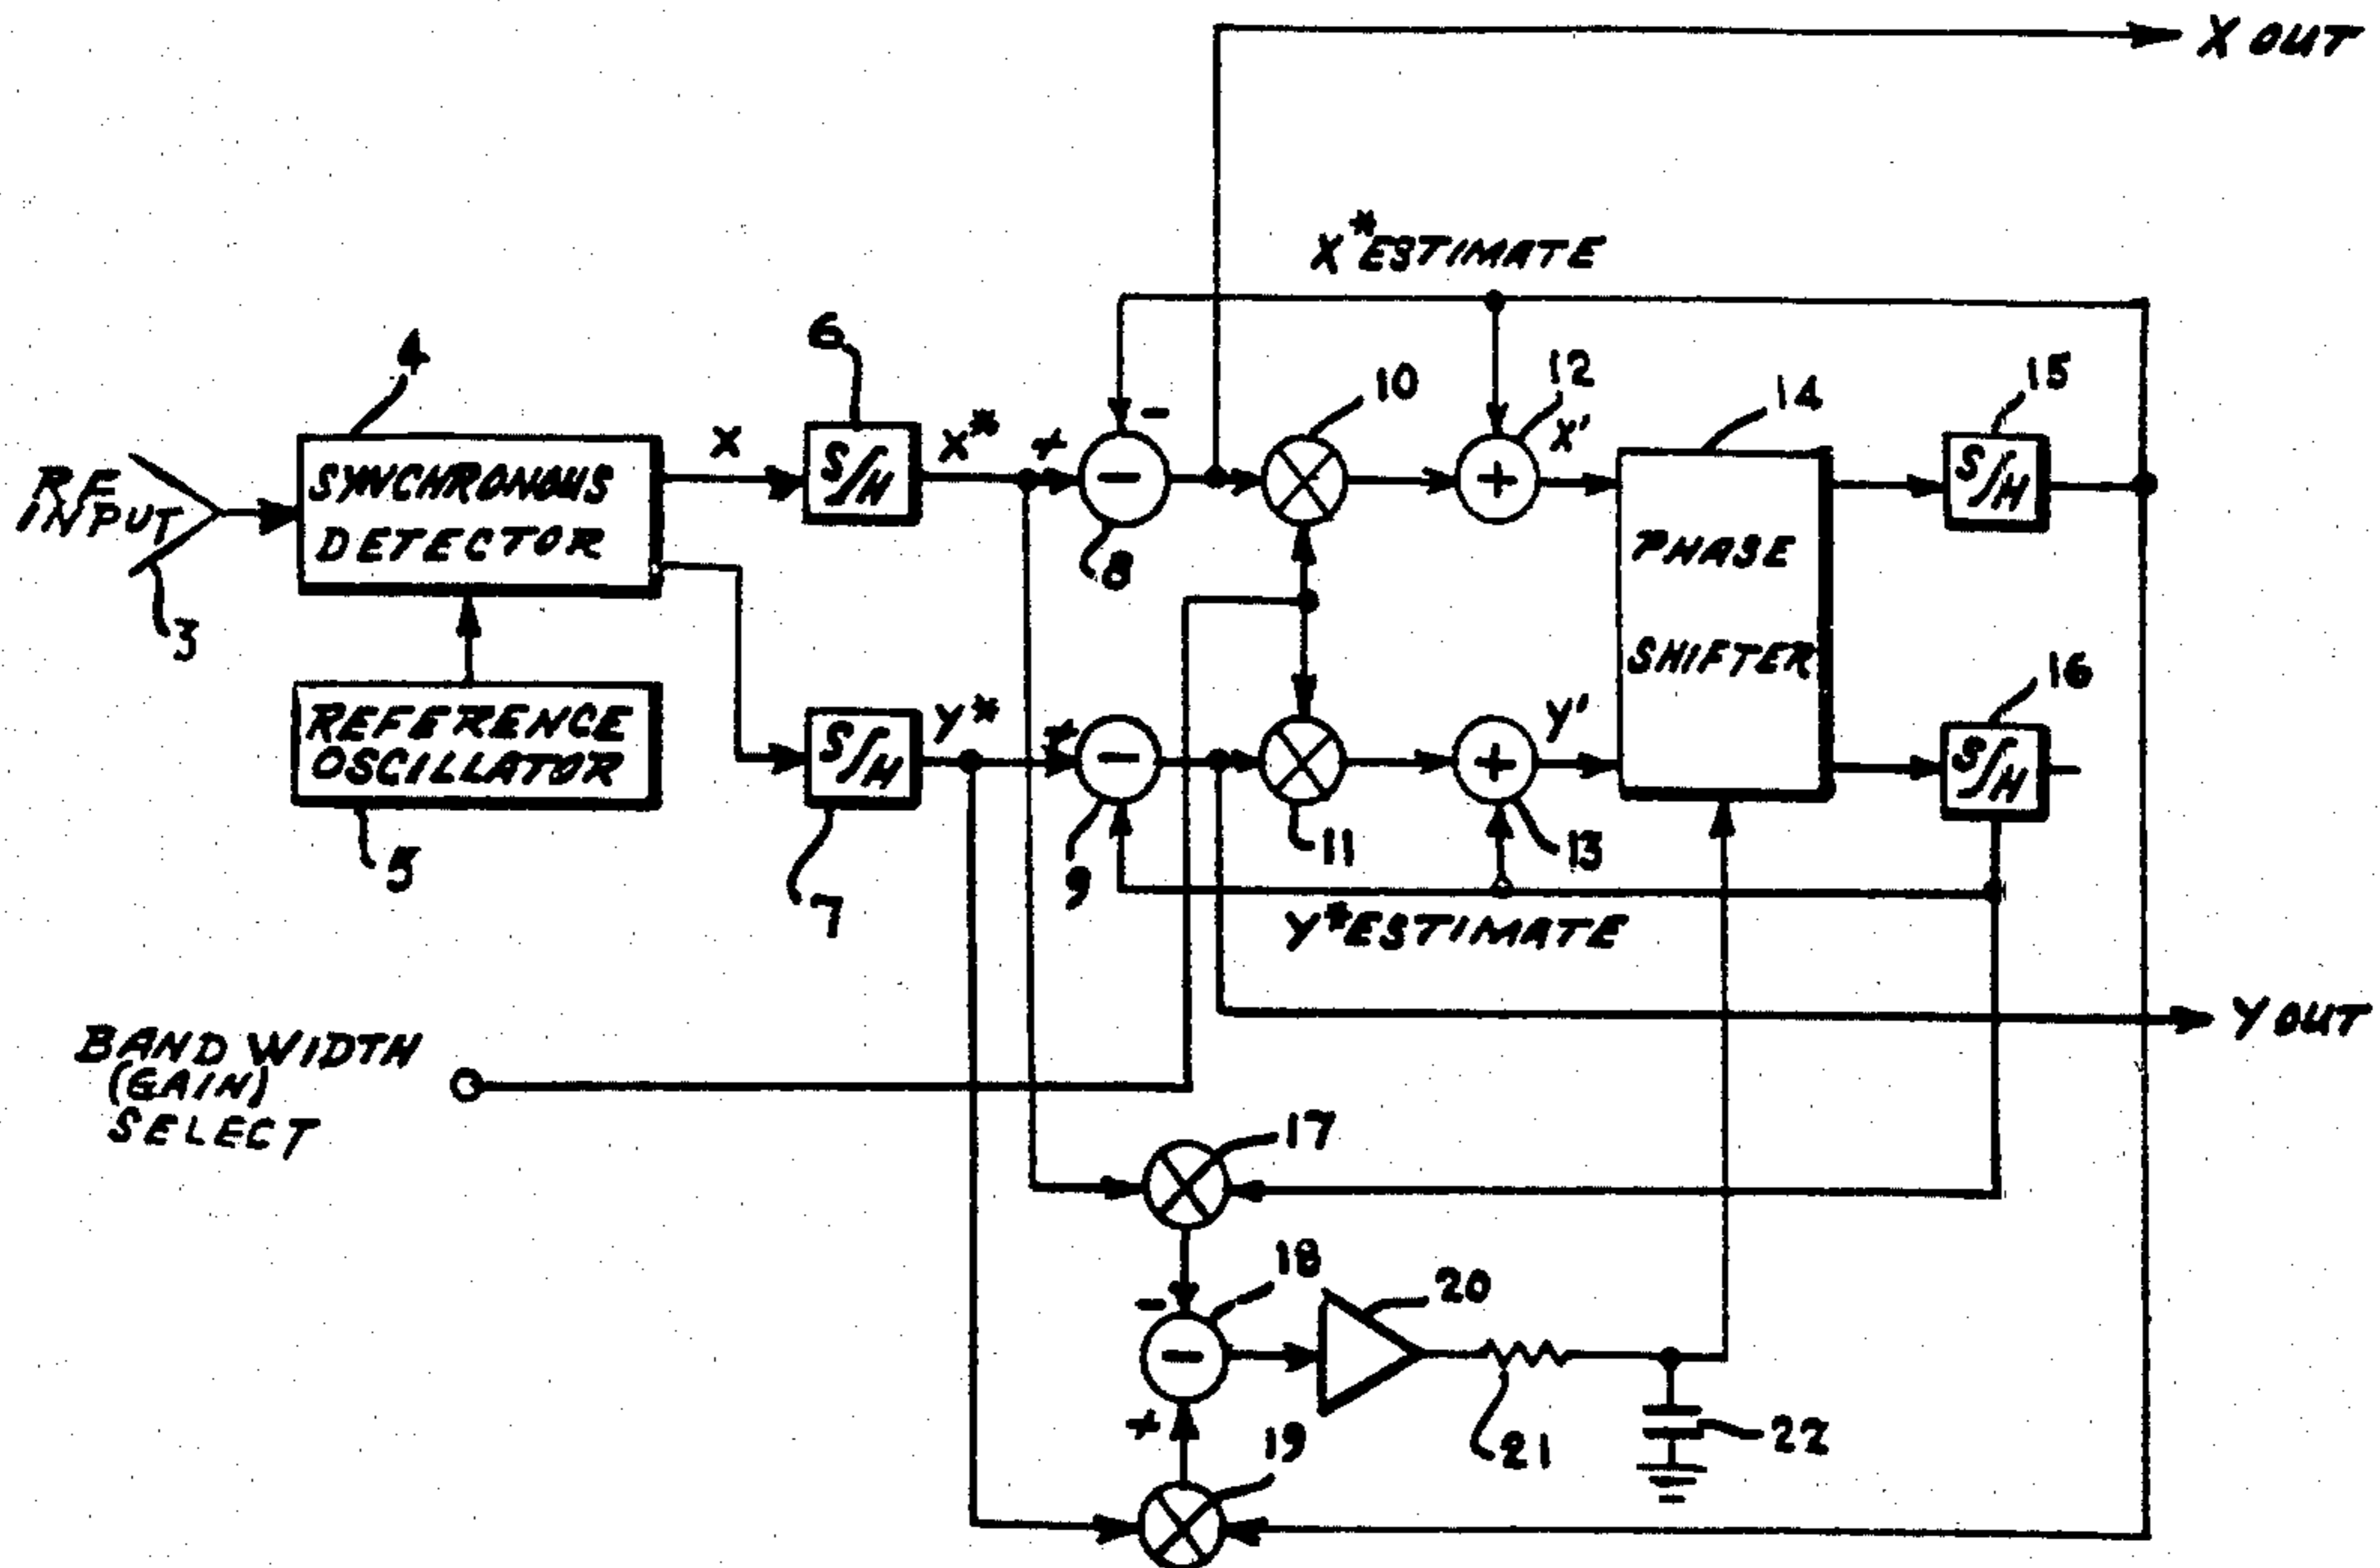 X OUT
X* ESTIMATE
4
6
10
12
14
15
RF
INPUT
SYNCHRONOUS
DETECTOR
X
S/H
X*
+
-
-
+
X'
S/H
8
3
PHASE
SHIFTER
16
REFERENCE
OSCILLATOR
S/H
Y*
+
-
+
Y'
S/H
5
7
9
11
13
Y* ESTIMATE
Y OUT
BAND WIDTH
(GAIN)
SELECT
17
-
18
20
-
+
19
21
22